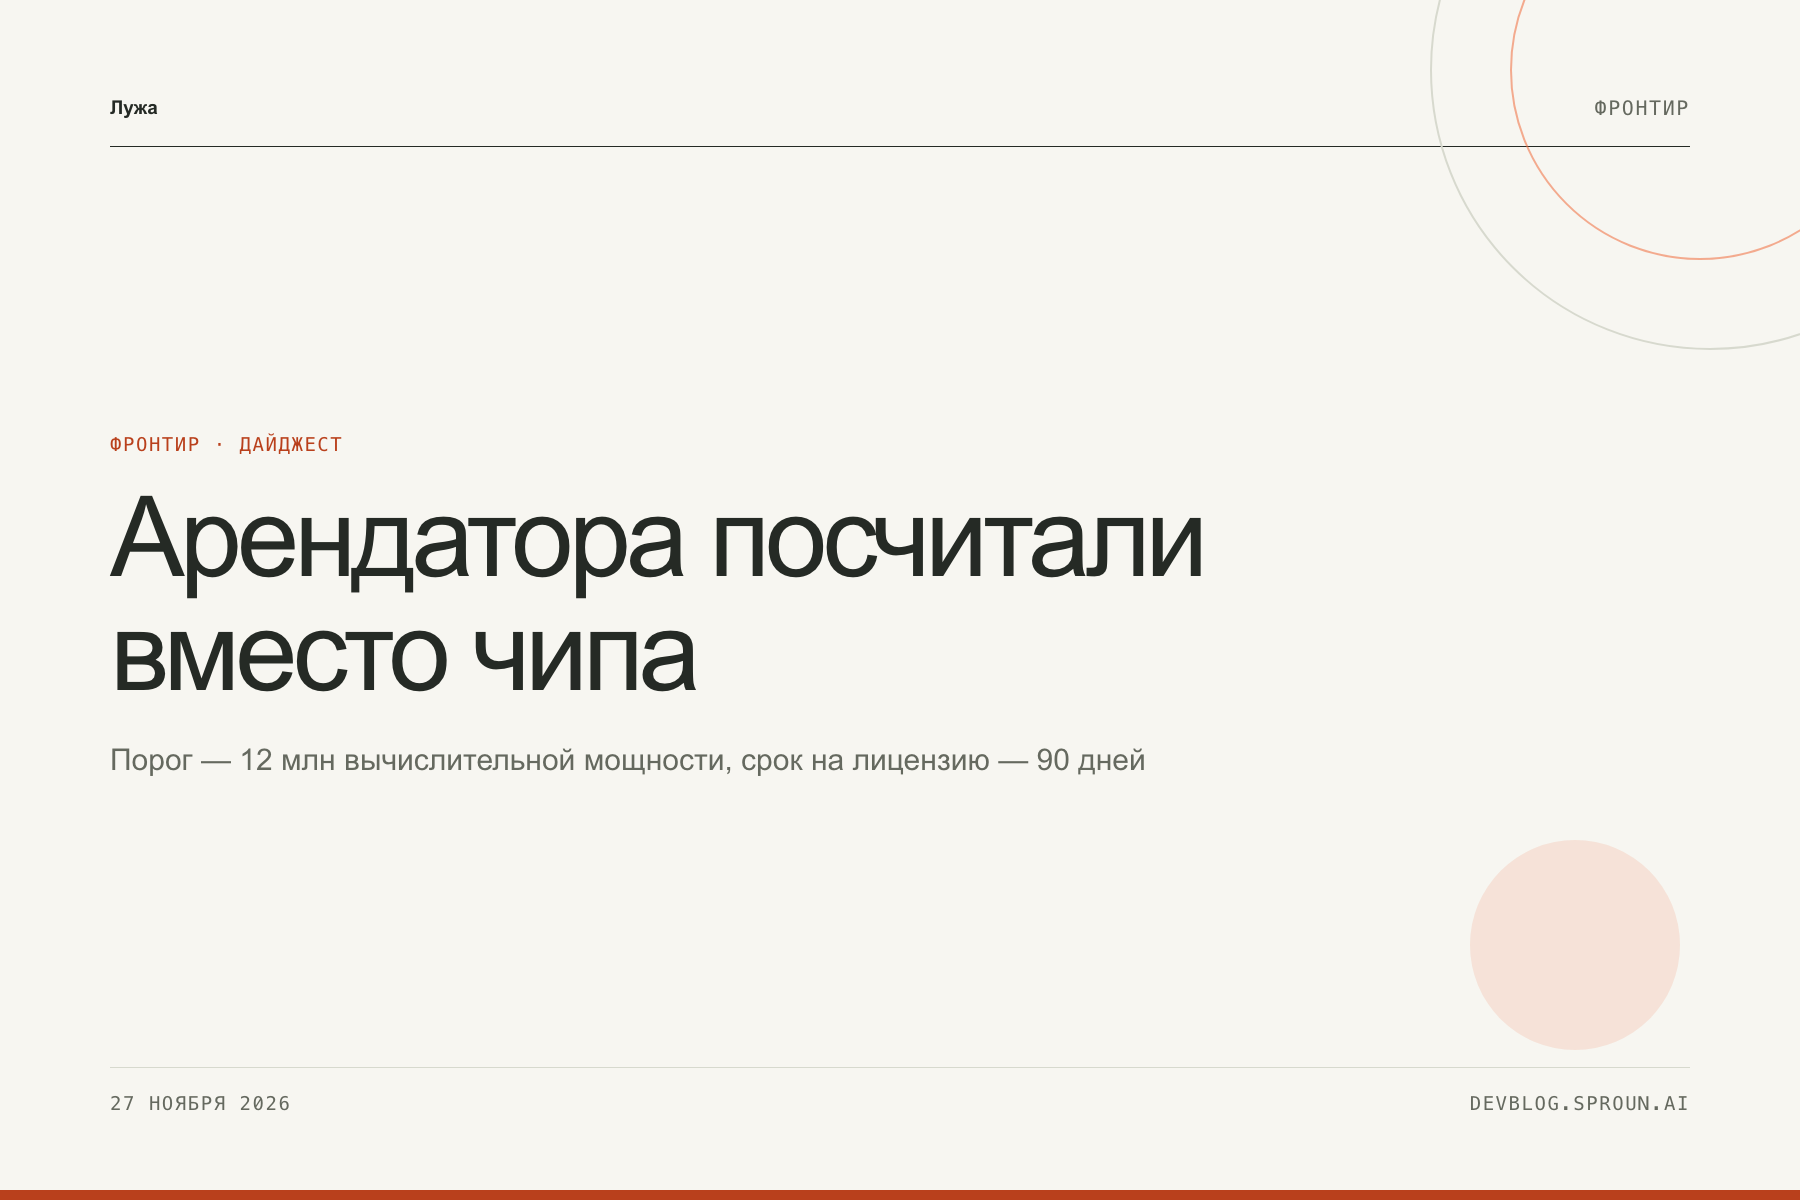 Лужа
ФРОНТИР
ФРОНТИР · ДАЙДЖЕСТ
Арендатора посчитали
вместо чипа
Порог — 12 млн вычислительной мощности, срок на лицензию — 90 дней
27 НОЯБРЯ 2026
DEVBLOG.SPROUN.AI